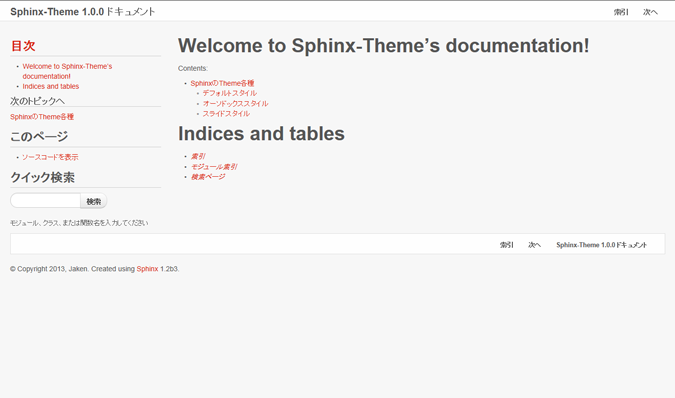 Sphinx-Theme 1.0.0 ドキュメント
索引 次へ
目次
Welcome to Sphinx-Theme's
documentation!
Indices and tables
次のトピックへ
SphinxのTheme各種
このページ
ソースコードを表示
クイック検索
検索
モジュール、クラス、または関数名を入力してください
Welcome to Sphinx-Theme's documentation!
Contents:
SphinxのTheme各種
デフォルトスタイル
オーソドックススタイル
スライドスタイル
Indices and tables
索引
モジュール索引
検索ページ
索引 次へ Sphinx-Theme 1.0.0 ドキュメント
© Copyright 2013, Jaken. Created using Sphinx 1.2b3.